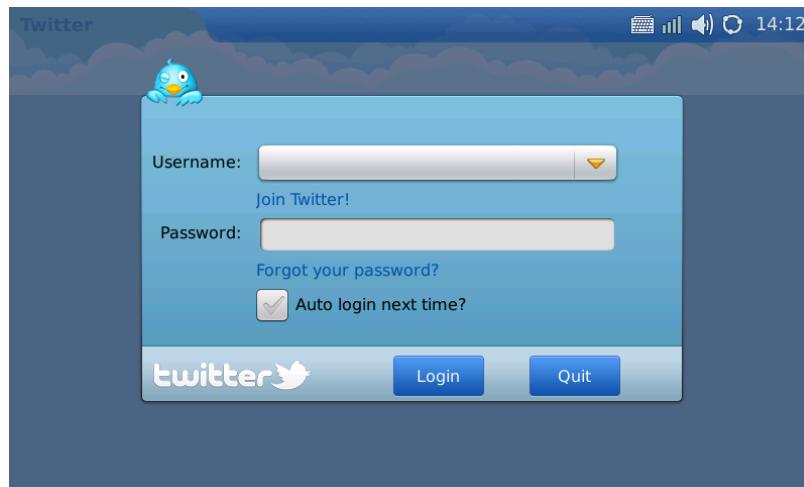 Twitter
14:12
Username:
Join Twitter!
Password:
Forgot your password?
Auto login next time?
twitter
Login
Quit